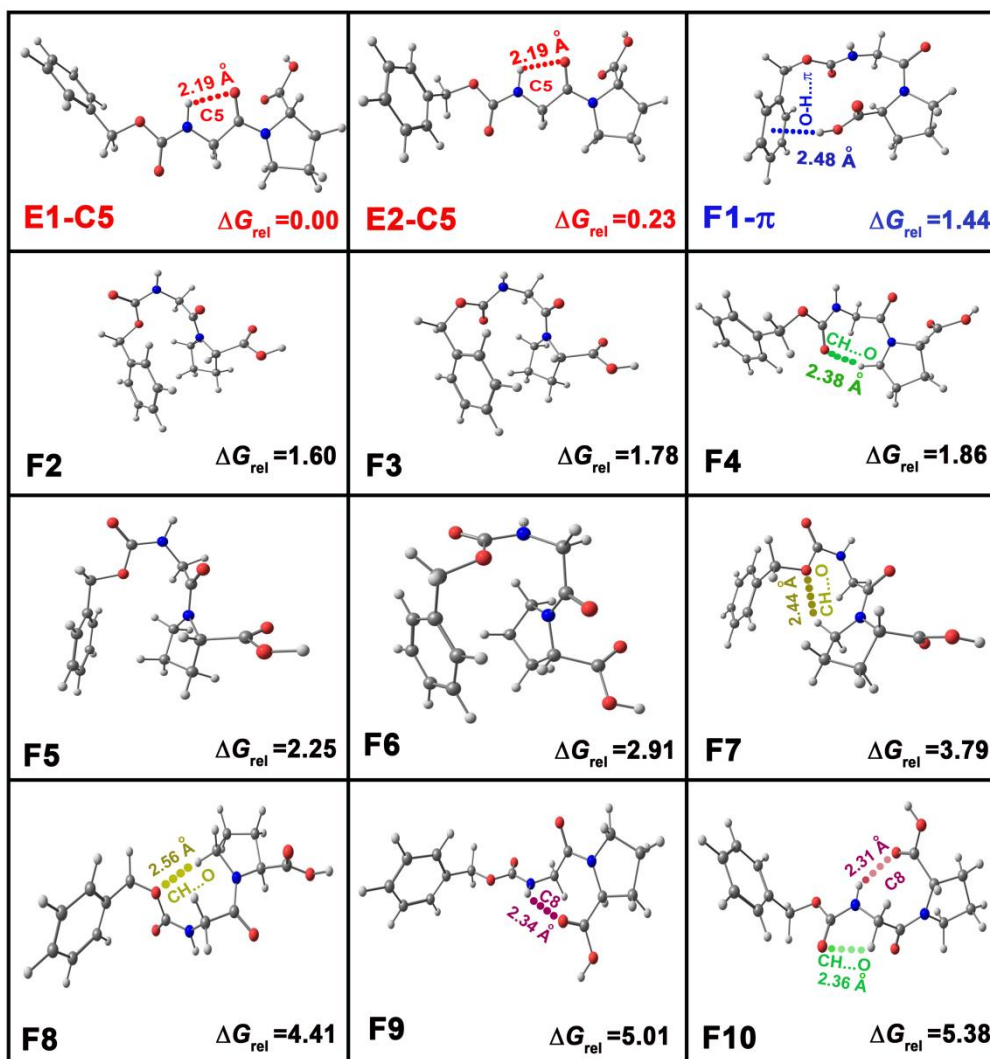 2.19 Å
C5
E1-C5
ΔGrel=0.00
2.19 Å
C5
E2-C5
ΔGrel=0.23
O-H...π
2.48 Å
F1-π
ΔGrel=1.44
F2
ΔGrel=1.60
F3
ΔGrel=1.78
CH...O
2.38 Å
F4
ΔGrel=1.86
F5
ΔGrel=2.25
F6
ΔGrel=2.91
2.44 Å
CH...O
F7
ΔGrel=3.79
2.56 Å
CH...O
F8
ΔGrel=4.41
C8
2.34 Å
F9
ΔGrel=5.01
2.31 Å
C8
CH...O
2.36 Å
F10
ΔGrel=5.38